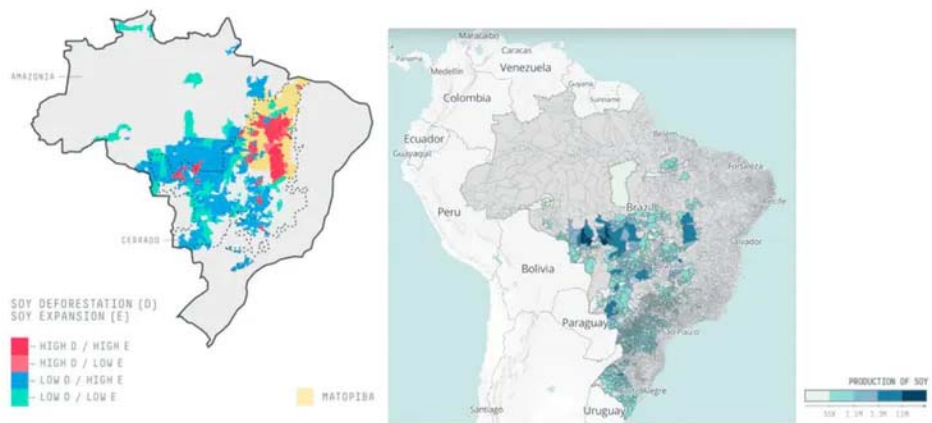 AMAZONIA
CERRADO
SOY DEFORESTATION (D)
SOY EXPANSION (E)
HIGH D / HIGH E
HIGH D / LOW E
LOW D / HIGH E
LOW D / LOW E
MATOPIBA
Maracaibo
Caracas
Panama
Medellín
Venezuela
Guyana
Suriname
Colombia
Ecuador
Guayaquil
Belém
Fortaleza
Recife
Peru
Brazil
Salvador
Bolivia
Paraguay
São Paulo
Alegre
Santiago
Uruguay
PRODUCTION OF SOY